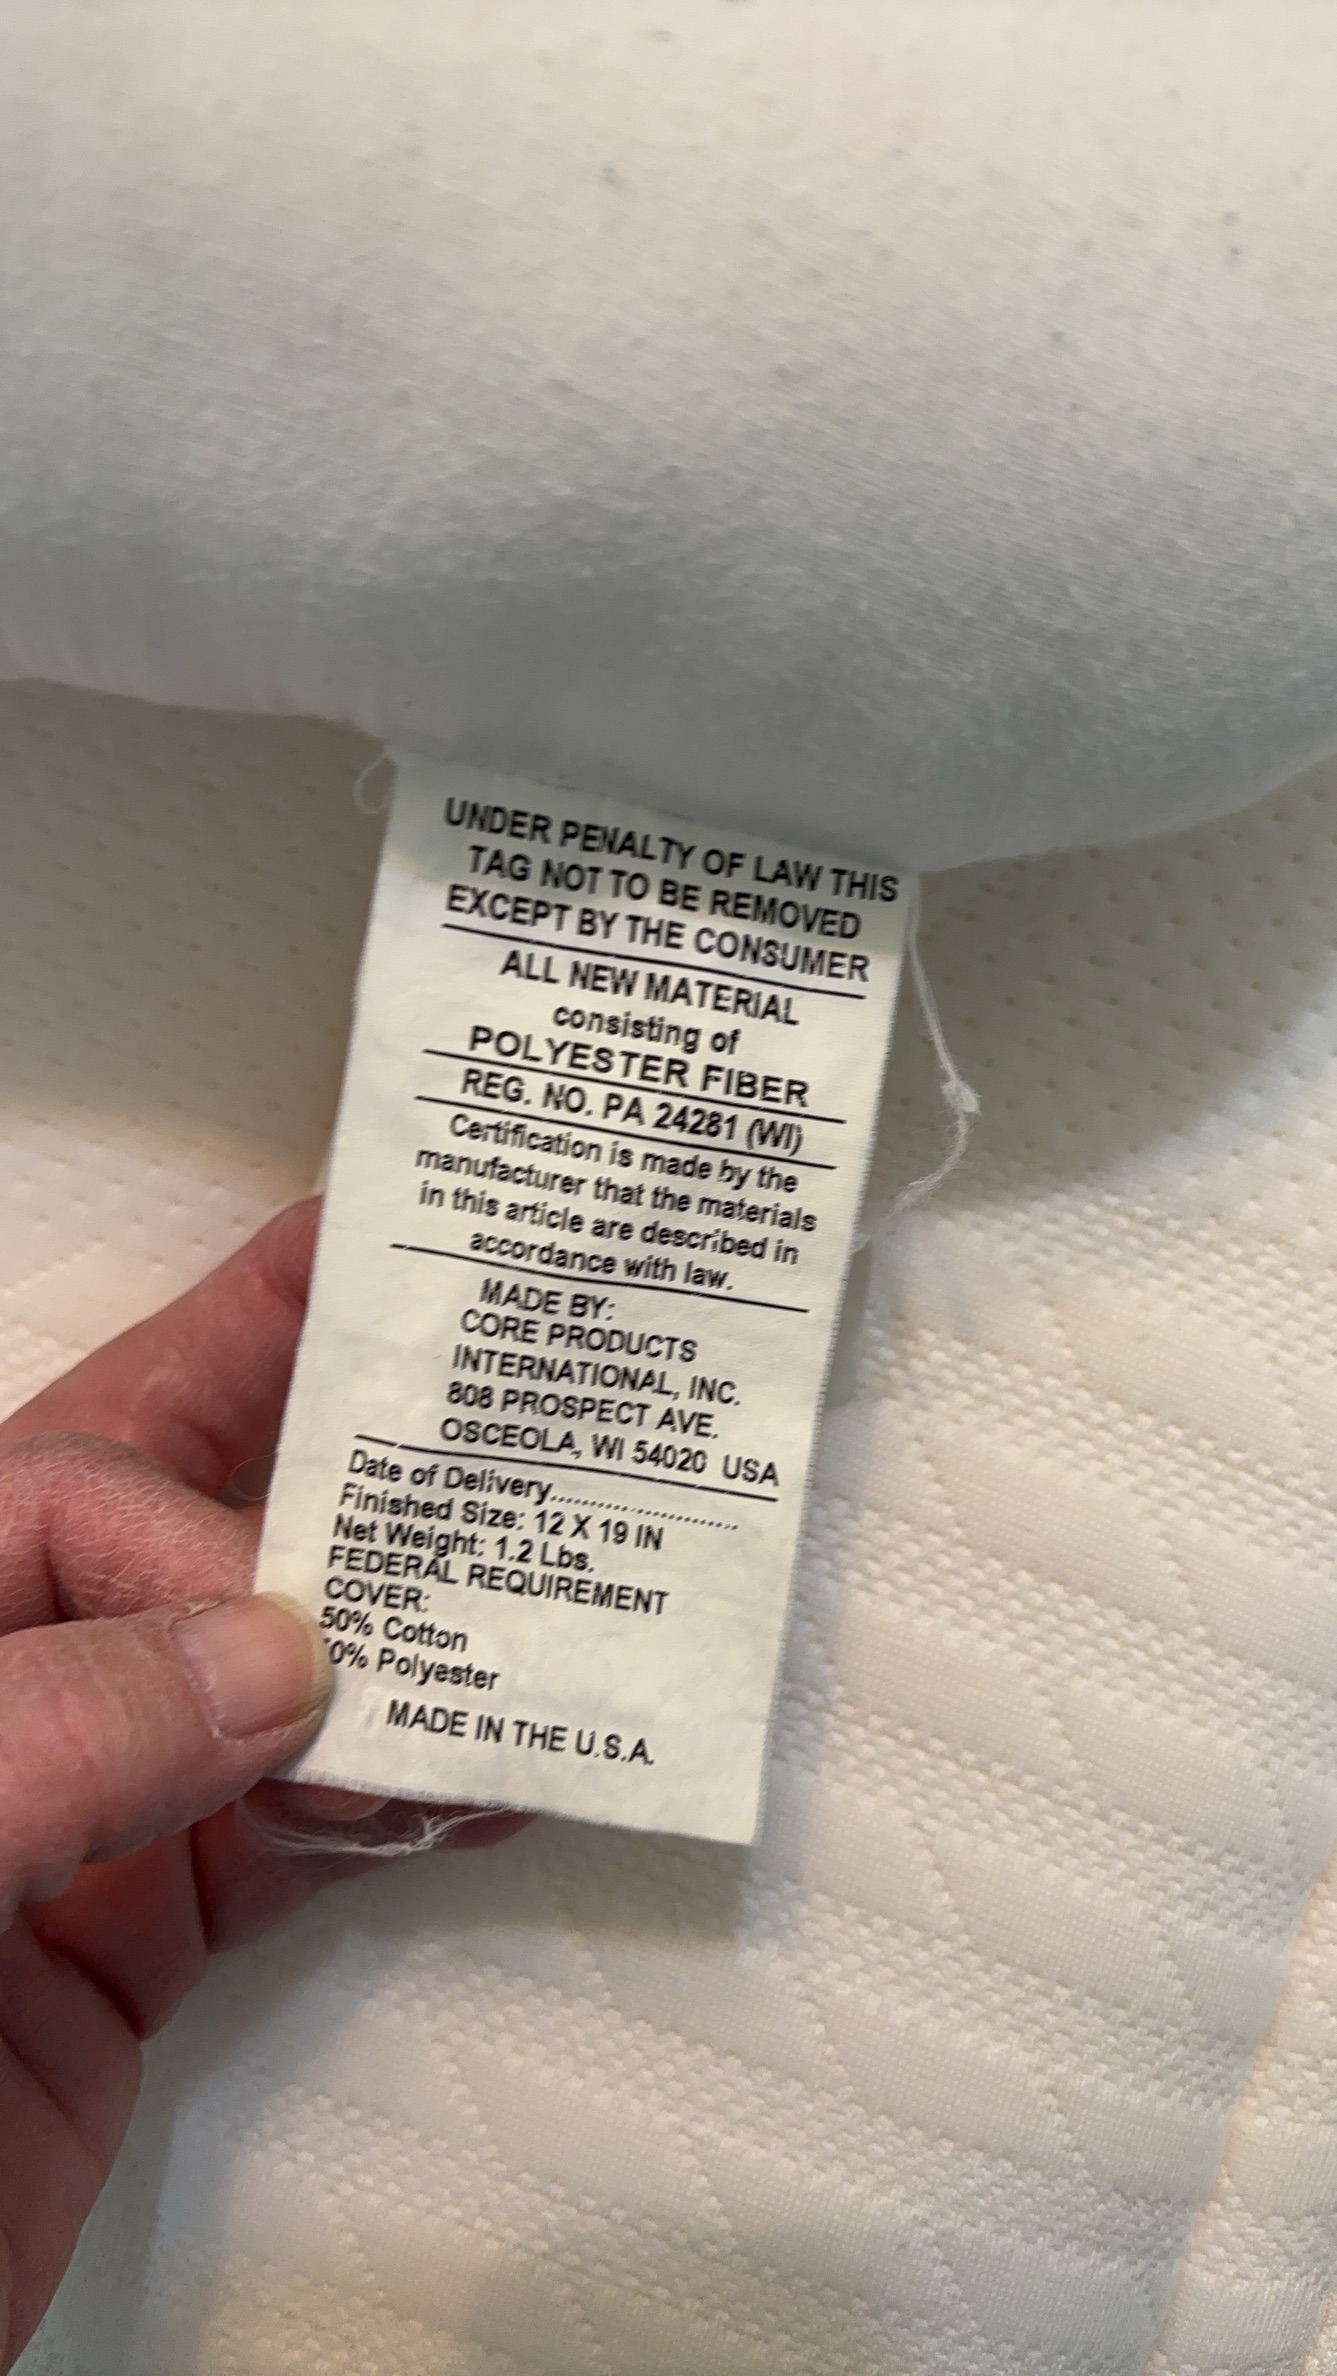 UNDER PENALTY OF LAW THIS
TAG NOT TO BE REMOVED
EXCEPT BY THE CONSUMER
ALL NEW MATERIAL
consisting of
POLYESTER FIBER
REG. NO. PA 24281 (WI)
Certification is made by the
manufacturer that the materials
in this article are described in
accordance with law.
MADE BY:
CORE PRODUCTS
INTERNATIONAL, INC.
808 PROSPECT AVE.
OSCEOLA, WI 54020 USA
Date of Delivery..............................
Finished Size: 12 X 19 IN
Net Weight: 1.2 Lbs.
FEDERAL REQUIREMENT
COVER:
50% Cotton
0% Polyester
MADE IN THE U.S.A.